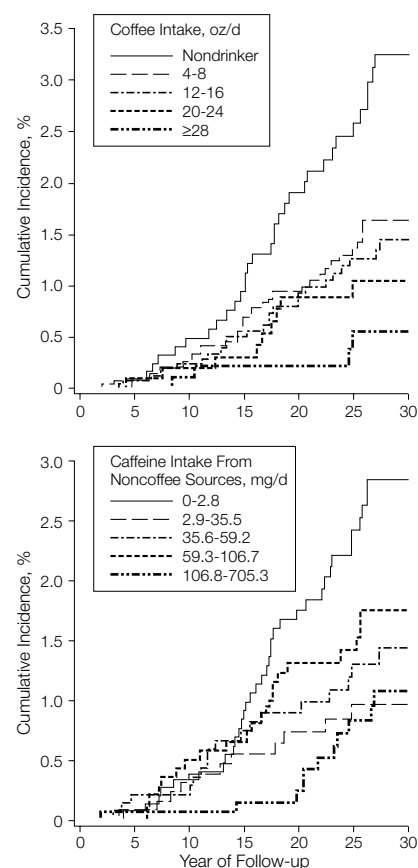 3.5
Coffee Intake, oz/d
Nondrinker
4-8
12-16
20-24
≥28
3.0
2.5
2.0
1.5
1.0
0.5
0
Cumulative Incidence, %
0 5 10 15 20 25 30
3.0
Caffeine Intake From
Noncoffee Sources, mg/d
0-2.8
2.9-35.5
35.6-59.2
59.3-106.7
106.8-705.3
2.5
2.0
1.5
1.0
0.5
0
Cumulative Incidence, %
0 5 10 15 20 25 30
Year of Follow-up